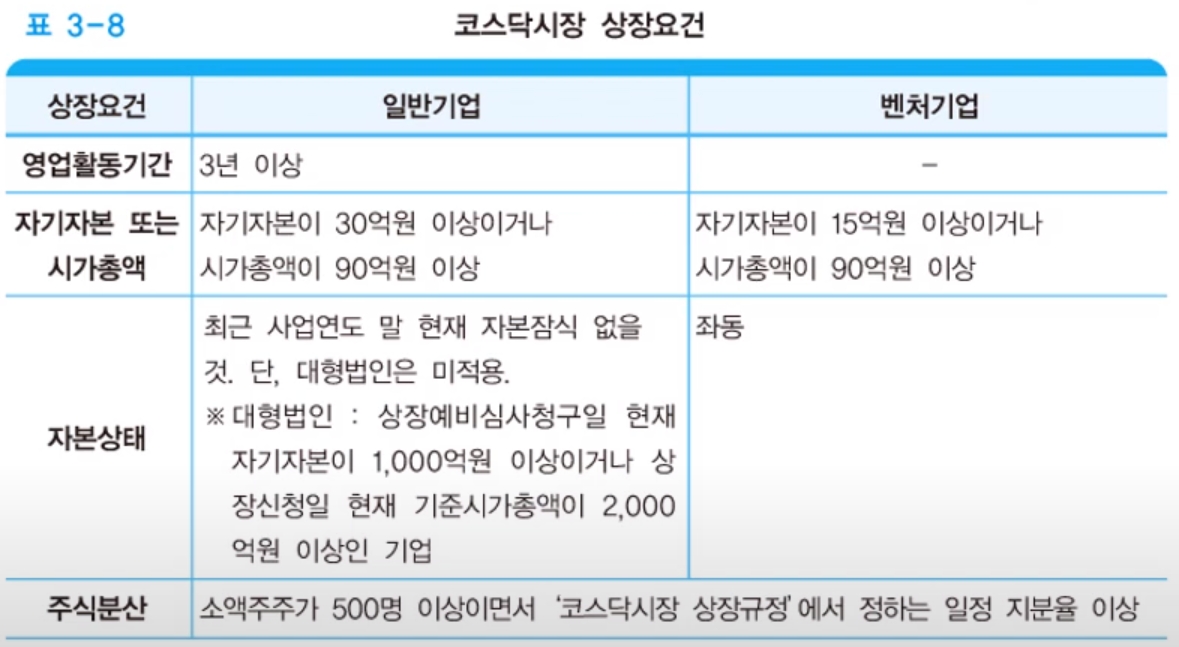 표 3-8
코스닥시장 상장요건
상장요건
일반기업
벤처기업
영업활동기간
3년 이상
-
자기자본 또는
시가총액
자기자본이 30억원 이상이거나
시가총액이 90억원 이상
자기자본이 15억원 이상이거나
시가총액이 90억원 이상
자본상태
최근 사업연도 말 현재 자본잠식 없을
것. 단, 대형법인은 미적용.
※ 대형법인 : 상장예비심사청구일 현재
자기자본이 1,000억원 이상이거나 상
장신청일 현재 기준시가총액이 2,000
억원 이상인 기업
좌동
주식분산
소액주주가 500명 이상이면서 ‘코스닥시장 상장규정’에서 정하는 일정 지분율 이상